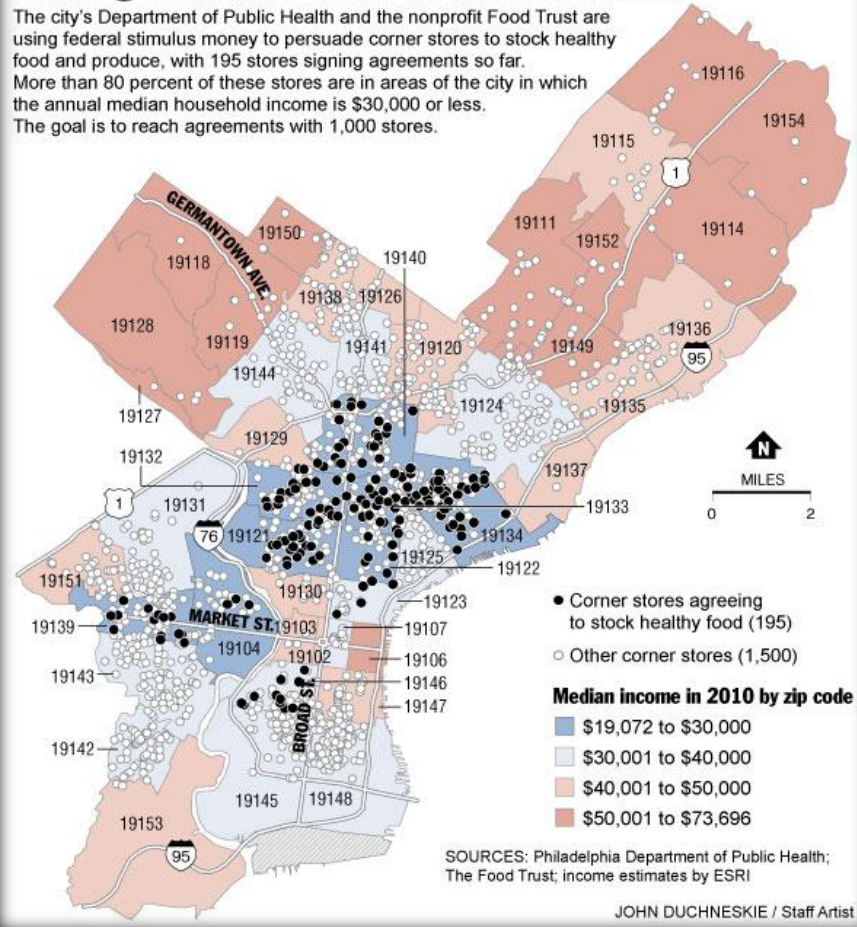 The city's Department of Public Health and the nonprofit Food Trust are
using federal stimulus money to persuade corner stores to stock healthy
food and produce, with 195 stores signing agreements so far.
More than 80 percent of these stores are in areas of the city in which
the annual median household income is $30,000 or less.
The goal is to reach agreements with 1,000 stores.
19116
19154
19115
1
GERMANTOWN AVE.
19150
19111
19152
19114
19118
19140
19138
19126
19128
19119
19141
19120
19149
19136
95
19144
19124
19135
19127
19129
N
19132
19137
MILES
0 2
1
19131
76
19121
19133
19134
19125
19122
19151
19130
19123
MARKET ST.
19103
19107
19139
19104
19102
19106
19143
19146
BROAD ST.
19147
19142
19145
19148
19153
95
Corner stores agreeing
to stock healthy food (195)
Other corner stores (1,500)
Median income in 2010 by zip code
$19,072 to $30,000
$30,001 to $40,000
$40,001 to $50,000
$50,001 to $73,696
SOURCES: Philadelphia Department of Public Health;
The Food Trust; income estimates by ESRI
JOHN DUCHNESKIE / Staff Artist